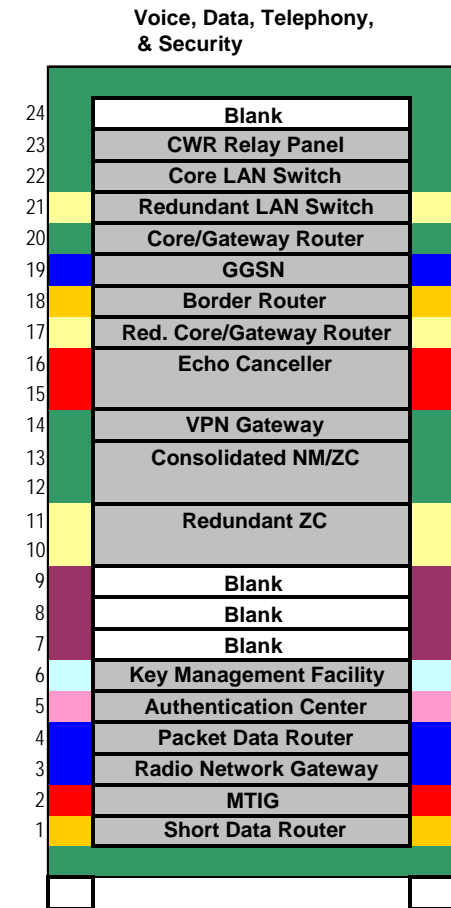 Voice, Data, Telephony,
& Security
24 Blank
23 CWR Relay Panel
22 Core LAN Switch
21 Redundant LAN Switch
20 Core/Gateway Router
19 GGSN
18 Border Router
17 Red. Core/Gateway Router
16 Echo Canceller
15
14 VPN Gateway
13 Consolidated NM/ZC
12
11 Redundant ZC
10
9 Blank
8 Blank
7 Blank
6 Key Management Facility
5 Authentication Center
4 Packet Data Router
3 Radio Network Gateway
2 MTIG
1 Short Data Router